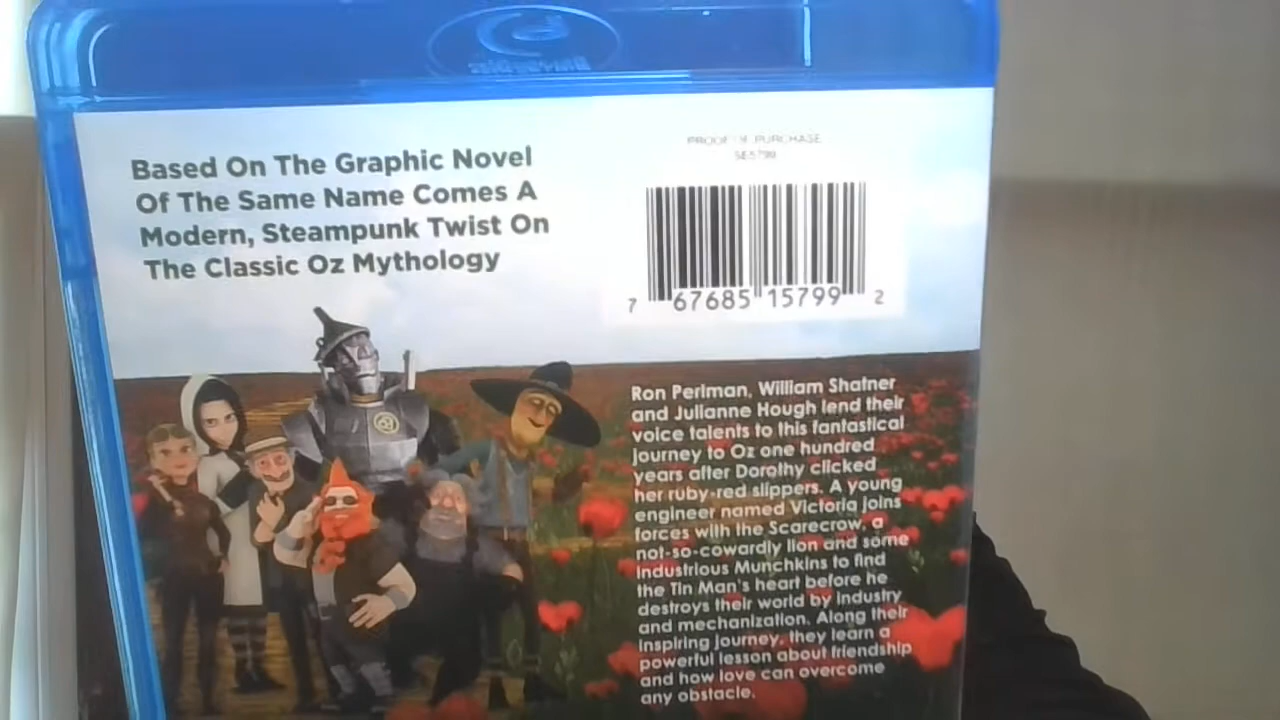 Based On The Graphic Novel
Of The Same Name Comes A
Modern, Steampunk Twist On
The Classic Oz Mythology
PROOF OF PURCHASE
SE5799
7 67685 15799 2
Ron Perlman, William Shatner
and Julianne Hough lend their
voice talents to this fantastical
journey to Oz one hundred
years after Dorothy clicked
her ruby-red slippers. A young
engineer named Victoria joins
forces with the Scarecrow, a
not-so-cowardly lion and some
industrious Munchkins to find
the Tin Man's heart before he
destroys their world by industry
and mechanization. Along their
inspiring journey, they learn a
powerful lesson about friendship
and how love can overcome
any obstacle.